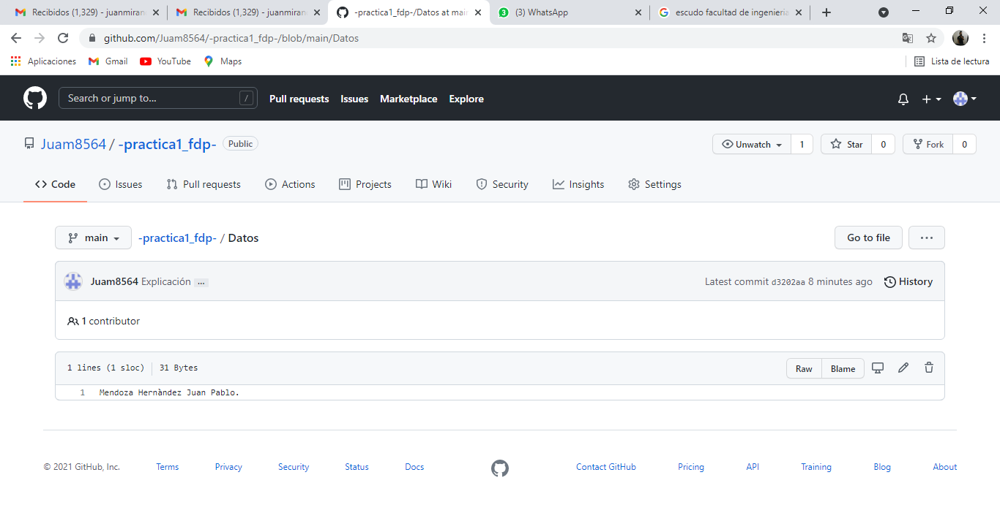 Recibidos (1,329) - juanmiran
Recibidos (1,329) - juanmiran
-practica1_fdp-/Datos at main
(3) WhatsApp
escudo facultad de ingenieria
github.com/Juam8564/-practica1_fdp-/blob/main/Datos
Aplicaciones
Gmail
YouTube
Maps
Lista de lectura
Search or jump to...
/
Pull requests
Issues
Marketplace
Explore
Juam8564 / -practica1_fdp-
Public
Unwatch
1
Star
0
Fork
0
Code
Issues
Pull requests
Actions
Projects
Wiki
Security
Insights
Settings
main
-practica1_fdp- / Datos
Go to file
...
Juam8564 Explicación ...
Latest commit d3202aa 8 minutes ago
History
1 contributor
1 lines (1 sloc)
31 Bytes
Raw
Blame
1 Mendoza Hernàndez Juan Pablo.
© 2021 GitHub, Inc.
Terms
Privacy
Security
Status
Docs
Contact GitHub
Pricing
API
Training
Blog
About